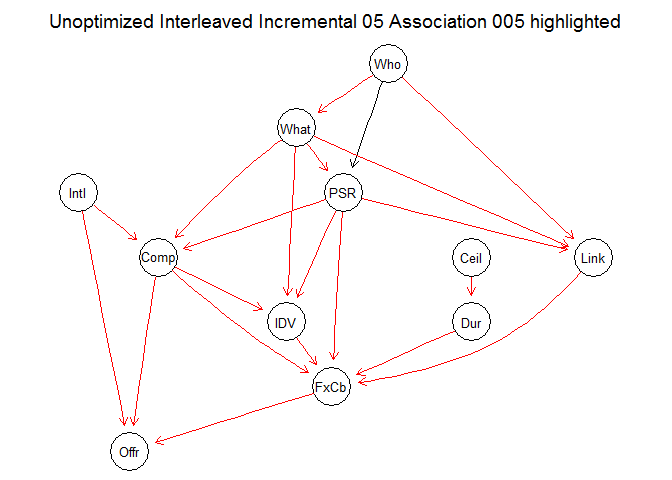 Unoptimized Interleaved Incremental 05 Association 005 highlighted
Who
What
Intl
PSR
Comp
Ceil
Link
IDV
Dur
FxCb
Offr